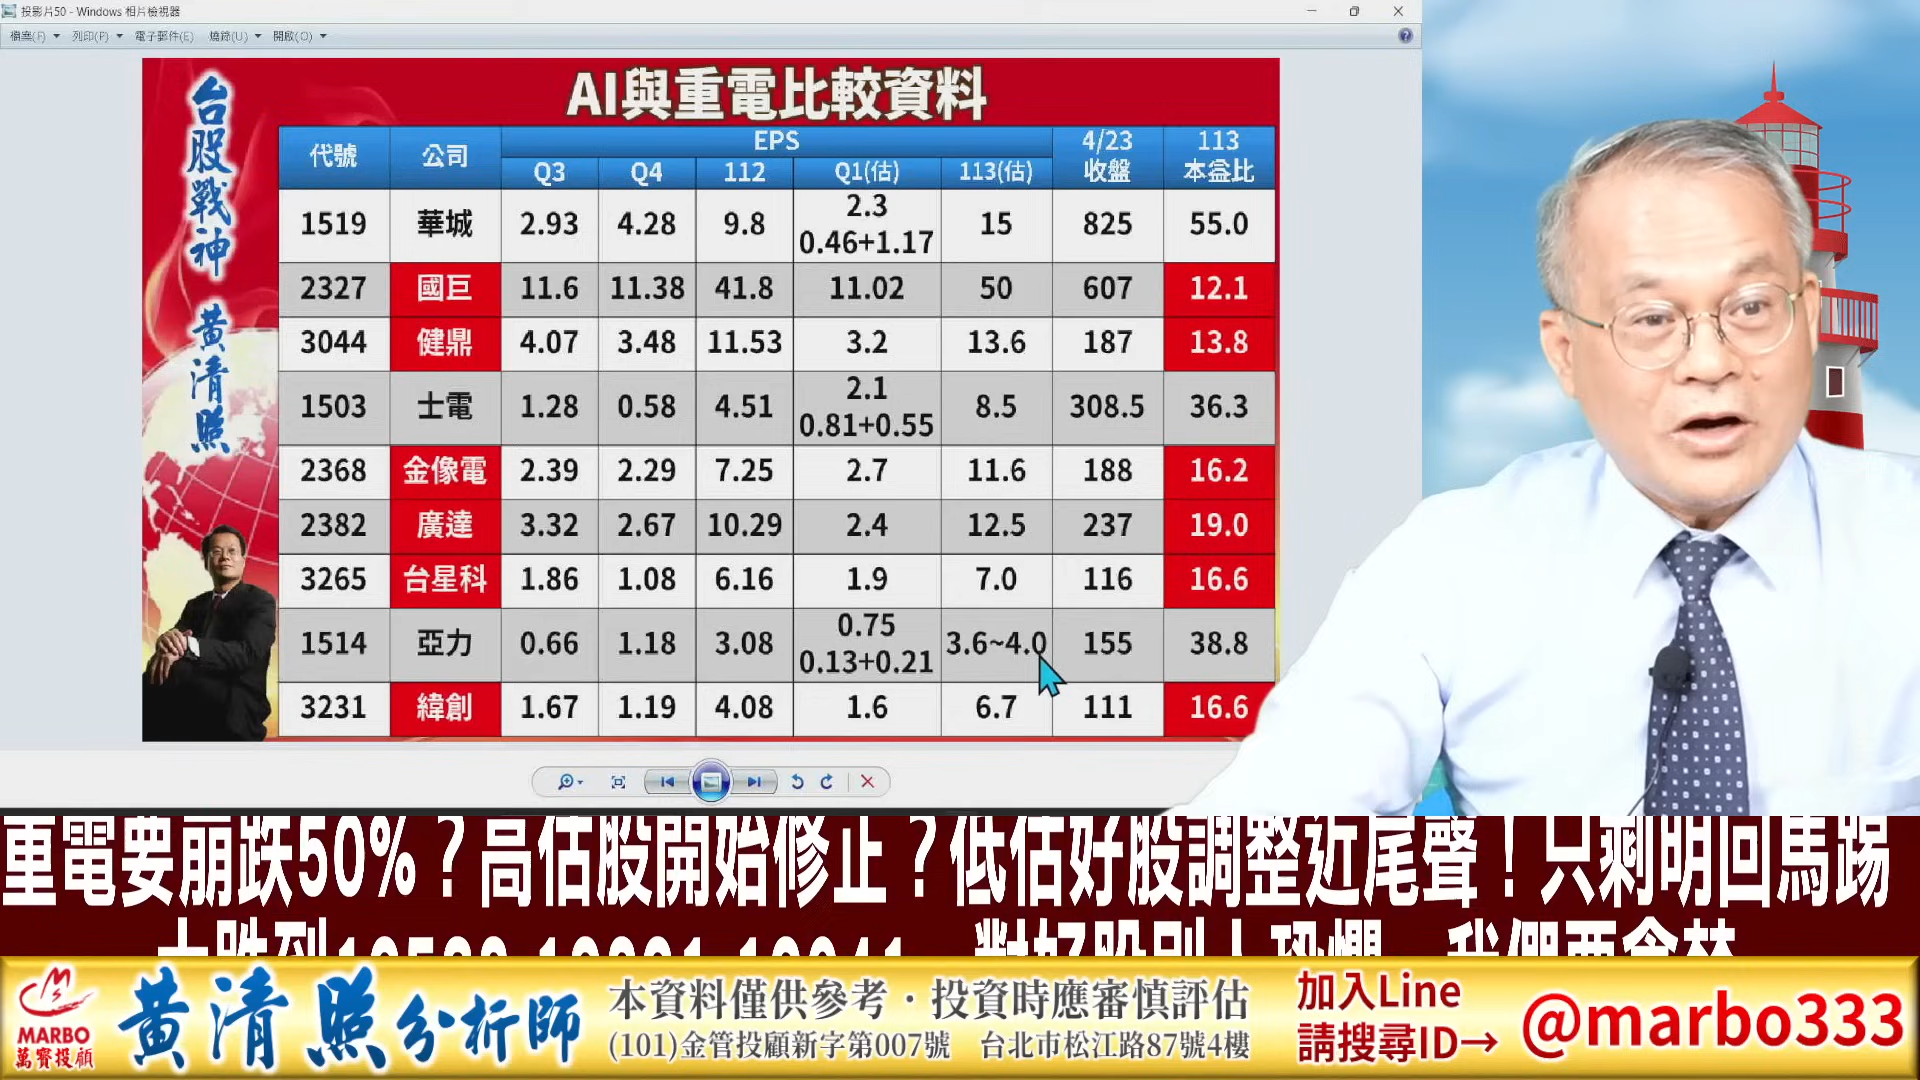 投影片50 - Windows 相片檢視器
檔案(F) 列印(P) 電子郵件(E) 燒錄(U) 開啟(O)
台股戰神 黃清照
AI與重電比較資料
代號 公司 EPS 4/23 收盤 113 本益比
Q3 Q4 112 Q1(估) 113(估)
1519 華城 2.93 4.28 9.8 2.3 0.46+1.17 15 825 55.0
2327 國巨 11.6 11.38 41.8 11.02 50 607 12.1
3044 健鼎 4.07 3.48 11.53 3.2 13.6 187 13.8
1503 士電 1.28 0.58 4.51 2.1 0.81+0.55 8.5 308.5 36.3
2368 金像電 2.39 2.29 7.25 2.7 11.6 188 16.2
2382 廣達 3.32 2.67 10.29 2.4 12.5 237 19.0
3265 台星科 1.86 1.08 6.16 1.9 7.0 116 16.6
1514 亞力 0.66 1.18 3.08 0.75 0.13+0.21 3.6~4.0 155 38.8
3231 緯創 1.67 1.19 4.08 1.6 6.7 111 16.6
重電要崩跌50%？高估股開始修止？低估好股調整近尾聲！只剩明回馬踢
MARBO
萬寶投顧
黃清照分析師
本資料僅供參考．投資時應審慎評估
(101)金管投顧新字第007號 台北市松江路87號4樓
加入Line
請搜尋ID→
@marbo333